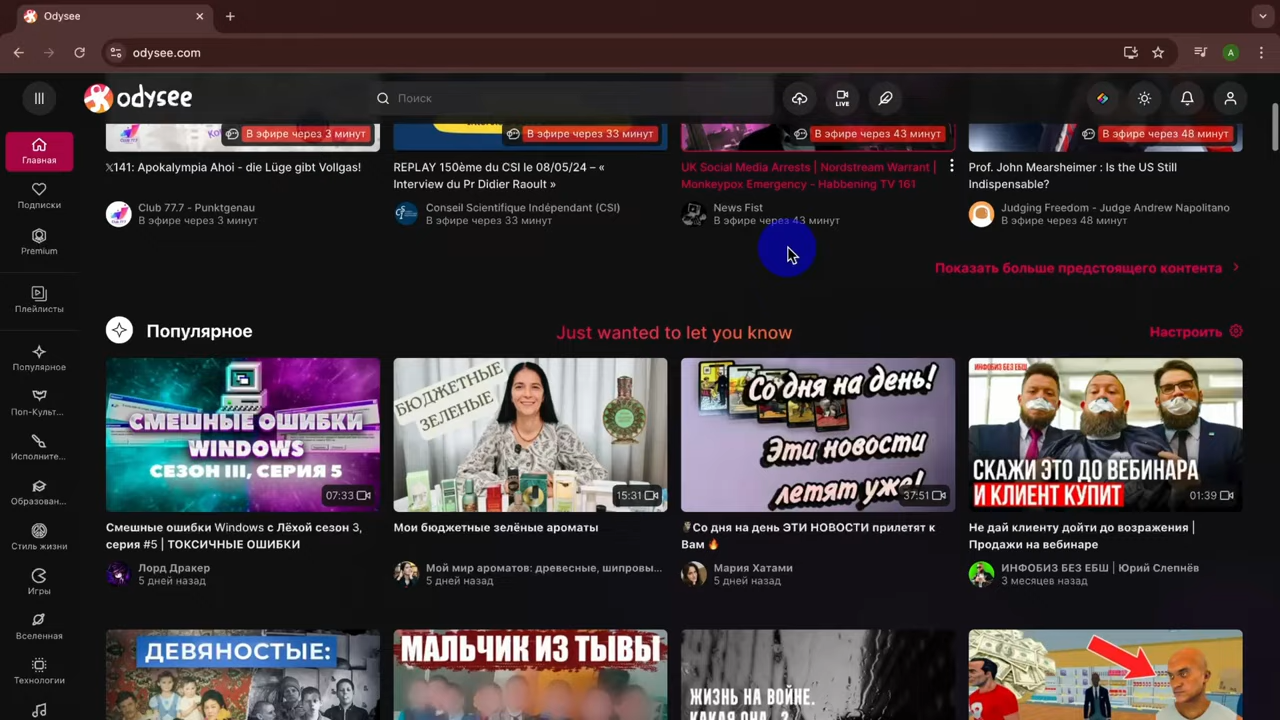 Odysee
odysee.com
A
odysee
Поиск
LIVE
Главная
Подписки
Premium
Плейлисты
Популярное
Поп-Культ...
Исполните...
Образован...
Стиль жизни
Игры
Вселенная
Технологии
В эфире через 3 минут
В эфире через 33 минут
В эфире через 43 минут
В эфире через 48 минут
𝕏141: Apokalympia Ahoi - die Lüge gibt Vollgas!
Club 77.7 - Punktgenau
В эфире через 3 минут
REPLAY 150ème du CSI le 08/05/24 – «
Interview du Pr Didier Raoult »
Conseil Scientifique Indépendant (CSI)
В эфире через 33 минут
UK Social Media Arrests | Nordstream Warrant |
Monkeypox Emergency - Habbening TV 161
News Fist
В эфире через 43 минут
Prof. John Mearsheimer : Is the US Still
Indispensable?
Judging Freedom - Judge Andrew Napolitano
В эфире через 48 минут
Показать больше предстоящего контента
Популярное
Just wanted to let you know
Настроить
СМЕШНЫЕ ОШИБКИ
WINDOWS
СЕЗОН III, СЕРИЯ 5
07:33
Смешные ошибки Windows с Лёхой сезон 3,
серия #5 | ТОКСИЧНЫЕ ОШИБКИ
Лорд Дракер
5 дней назад
БЮДЖЕТНЫЕ
ЗЕЛЕНЫЕ
15:31
Мои бюджетные зелёные ароматы
Мой мир ароматов: древесные, шипровы...
5 дней назад
Со дня на день!
Эти новости
летят уже!
37:51
Со дня на день ЭТИ НОВОСТИ прилетят к
Вам 🔥
Мария Хатами
5 дней назад
ИНФОБИЗ БЕЗ ЕБШ
СКАЖИ ЭТО ДО ВЕБИНАРА
И КЛИЕНТ КУПИТ
01:39
Не дай клиенту дойти до возражения |
Продажи на вебинаре
ИНФОБИЗ БЕЗ ЕБШ | Юрий Слепнёв
3 месяцев назад
ДЕВЯНОСТЫЕ:
МАЛЬЧИК ИЗ ТЫВЫ
ЖИЗНЬ НА ВОЙНЕ.
КАКАЯ ОНА ?